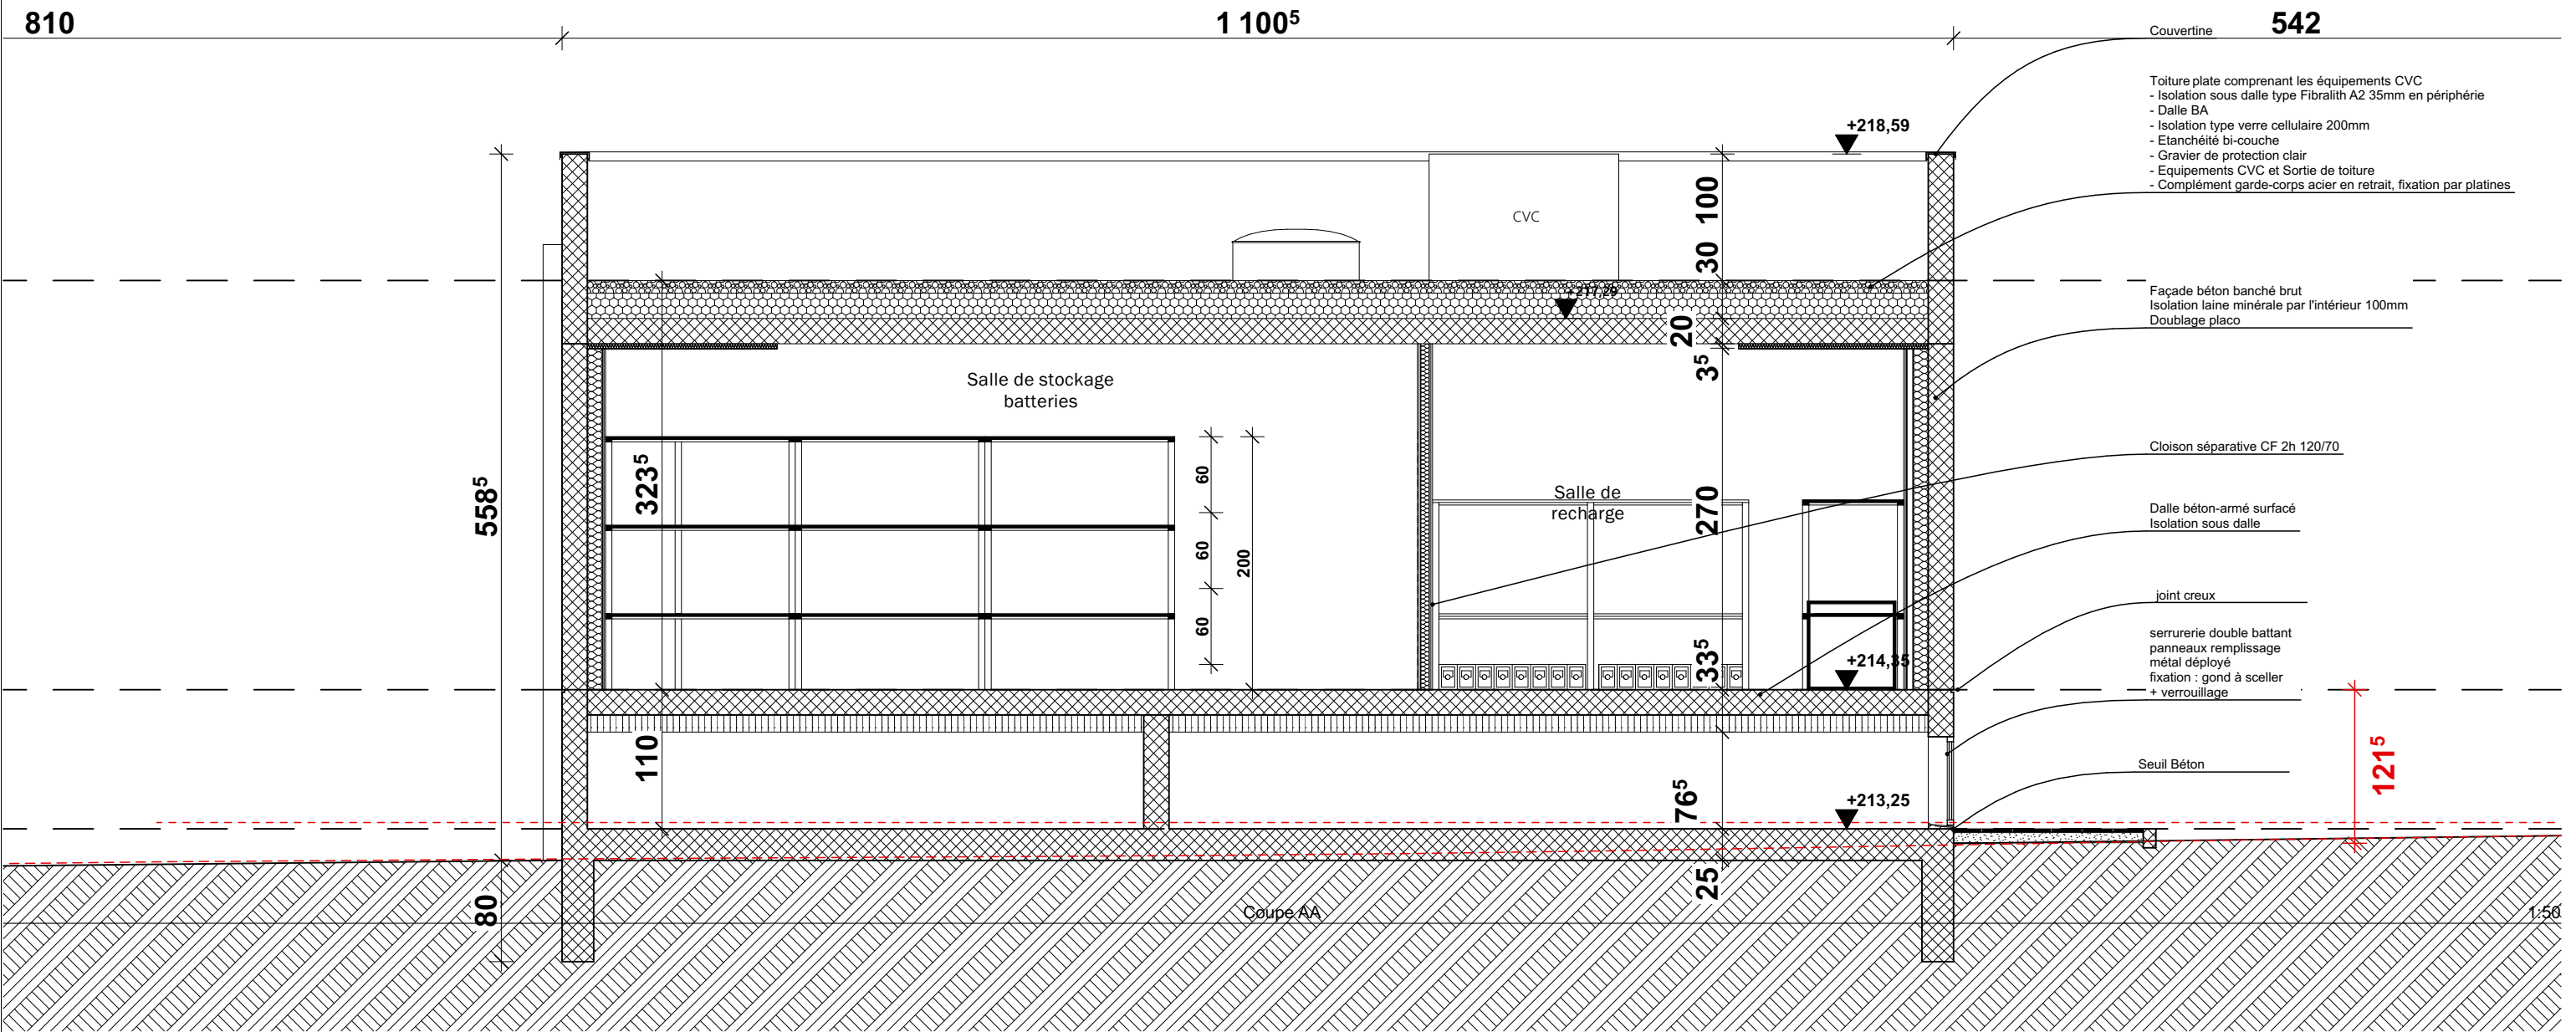 810
1 100⁵
542
Couvertine
Toiture plate comprenant les équipements CVC
- Isolation sous dalle type Fibralith A2 35mm en périphérie
- Dalle BA
- Isolation type verre cellulaire 200mm
- Etanchéité bi-couche
- Gravier de protection clair
- Equipements CVC et Sortie de toiture
- Complément garde-corps acier en retrait, fixation par platines
+218,59
100
CVC
30
Façade béton banché brut
Isolation laine minérale par l'intérieur 100mm
Doublage placo
+217,29
20
3⁵
Salle de stockage
batteries
Cloison séparative CF 2h 120/70
558⁵
323⁵
60
60
60
200
Salle de
recharge
270
Dalle béton-armé surfacé
Isolation sous dalle
joint creux
serrurerie double battant
panneaux remplissage
métal déployé
fixation : gond à sceller
+ verrouillage
33⁵
+214,35
110
76⁵
+213,25
Seuil Béton
121⁵
25
80
Coupe AA
1:50